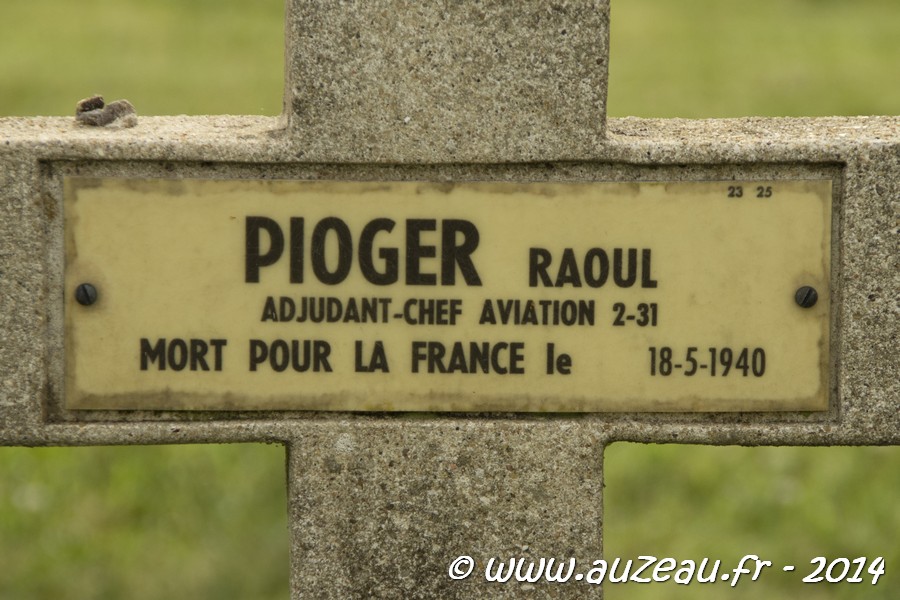 23 25
PIOGER RAOUL
ADJUDANT-CHEF AVIATION 2-31
MORT POUR LA FRANCE le 18-5-1940
© www.auzeau.fr - 2014